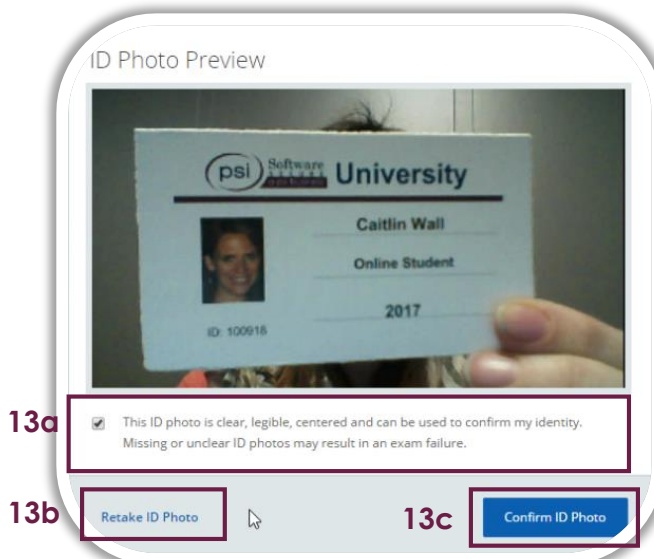 ID Photo Preview
psi Software University
Caitlin Wall
Online Student
2017
ID: 100918
13a
This ID photo is clear, legible, centered and can be used to confirm my identity.
Missing or unclear ID photos may result in an exam failure.
13b
Retake ID Photo
13c
Confirm ID Photo